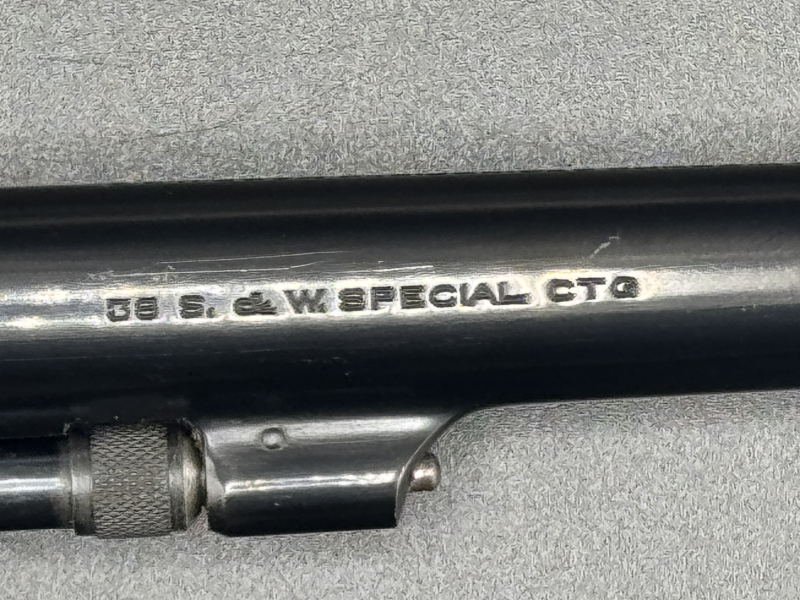 38 S. & W. SPECIAL CTG